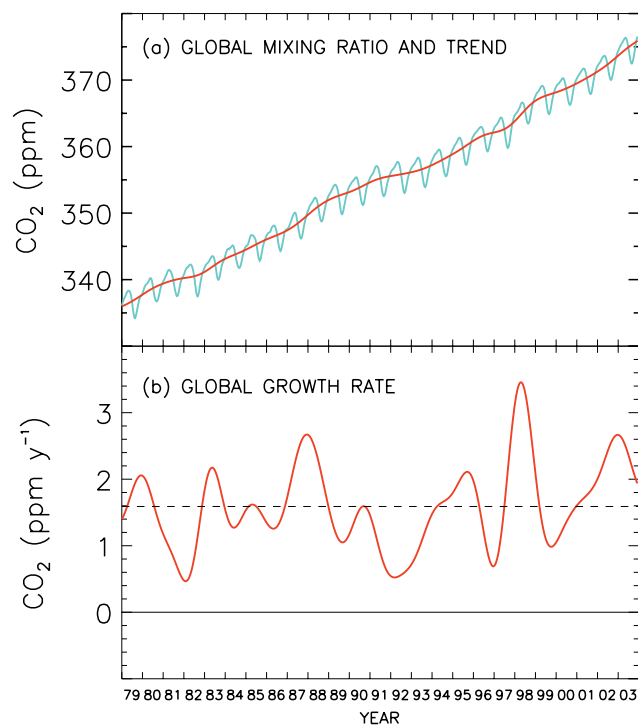 (a) GLOBAL MIXING RATIO AND TREND
370
360
350
340
CO₂ (ppm)
(b) GLOBAL GROWTH RATE
3
2
1
0
CO₂ (ppm y⁻¹)
79 80 81 82 83 84 85 86 87 88 89 90 91 92 93 94 95 96 97 98 99 00 01 02 03
YEAR